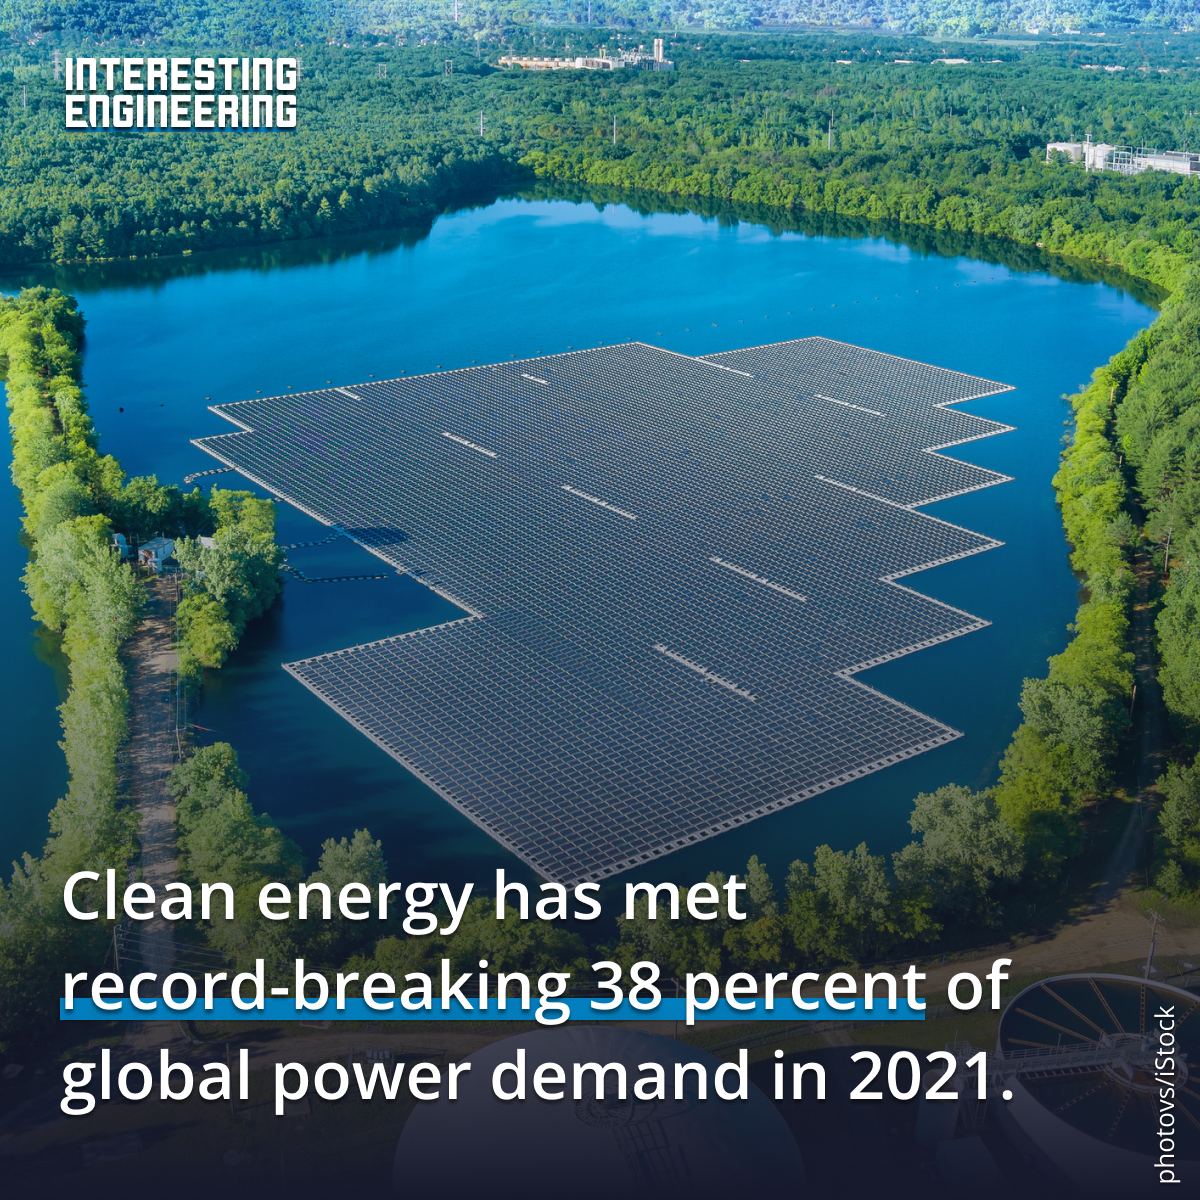 INTERESTING
ENGINEERING
Clean energy has met
record-breaking 38 percent of
global power demand in 2021.
photovs/iStock